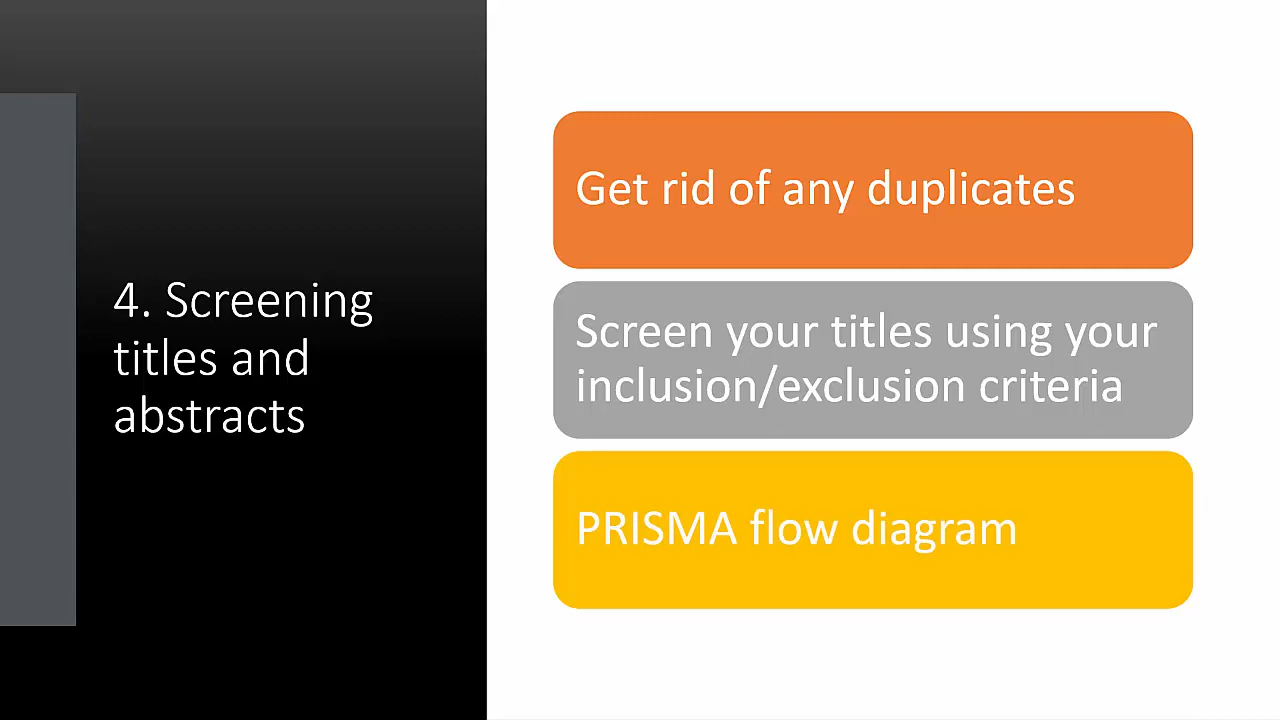 4. Screening
titles and
abstracts
Get rid of any duplicates
Screen your titles using your
inclusion/exclusion criteria
PRISMA flow diagram